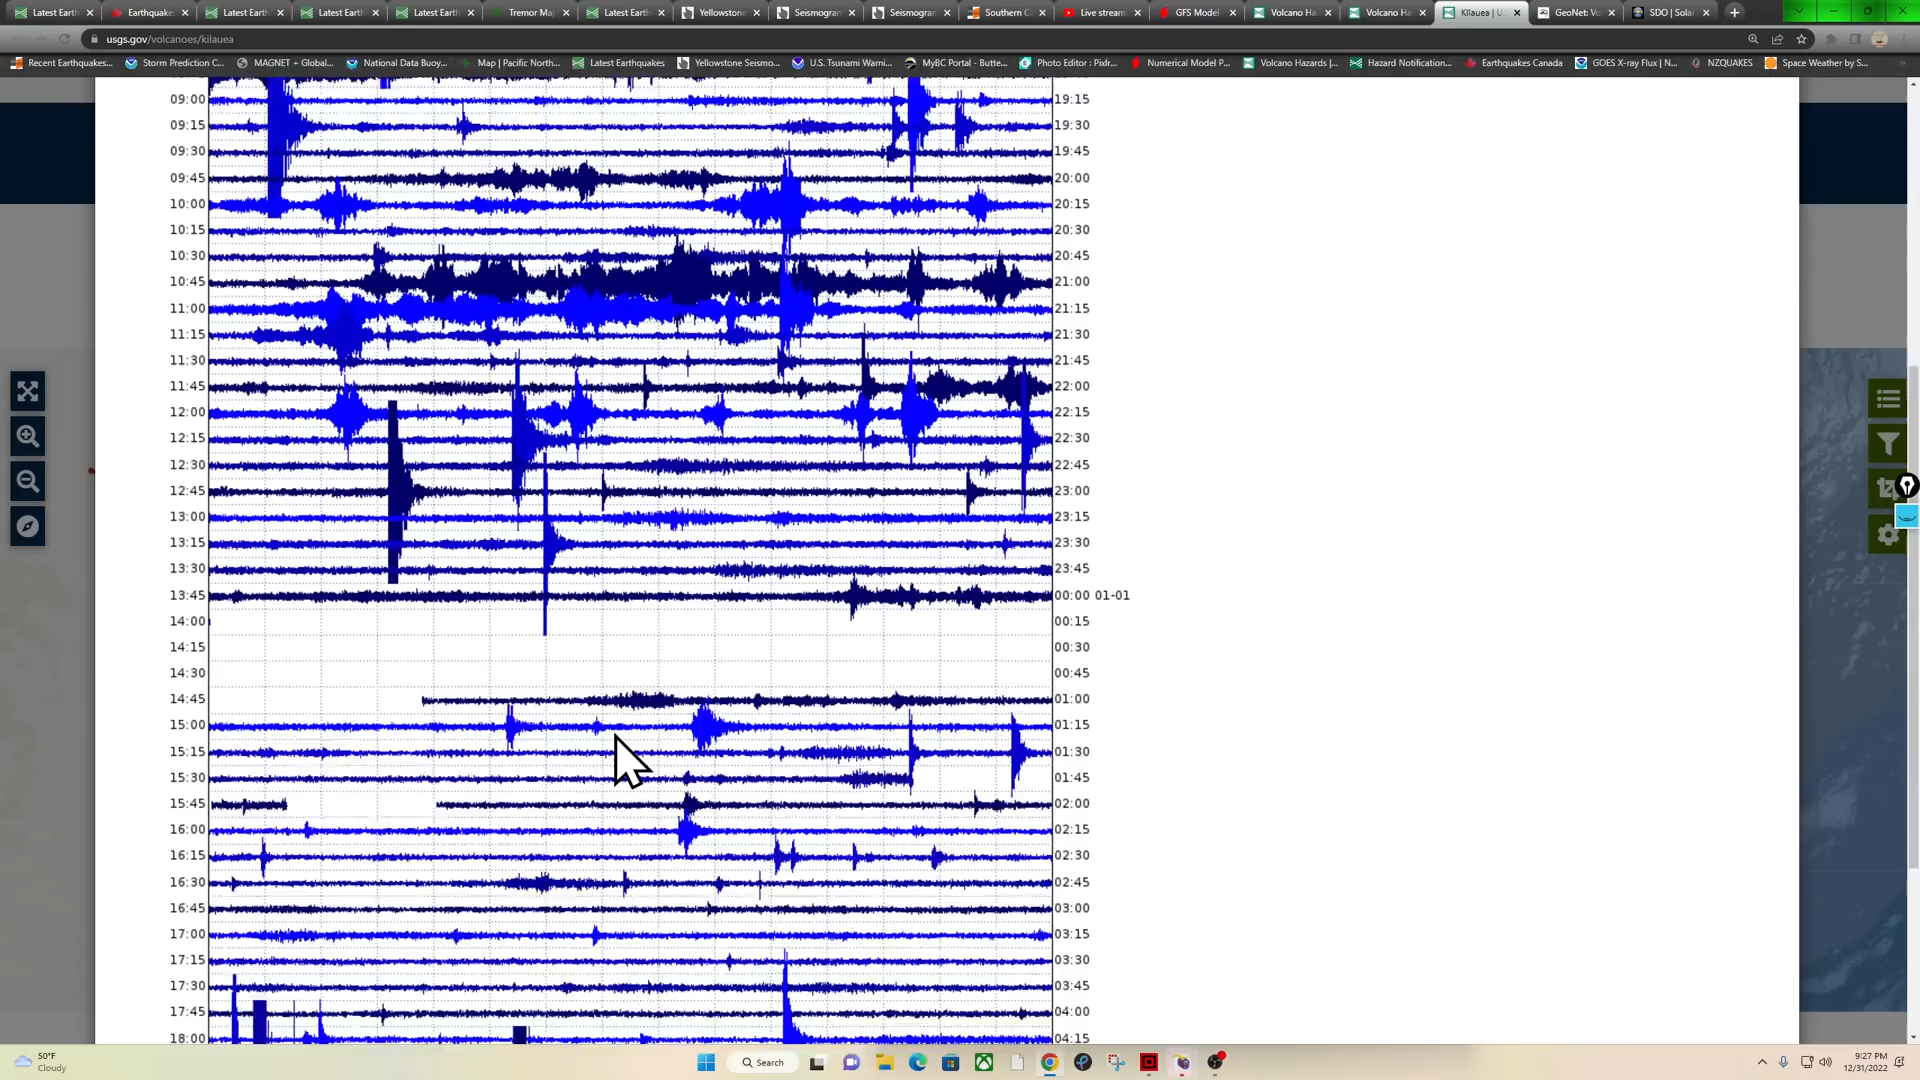 Latest Earth
Earthquake
Latest Earth
Latest Earth
Latest Earth
Tremor Ma
Latest Earth
Yellowstone
Seismogram
Seismogram
Southern C
Live stream
GFS Model
Volcano Ha
Volcano Ha
Kilauea | U.
GeoNet: Vo
SDO | Sola
usgs.gov/volcanoes/kilauea
Recent Earthquakes...
Storm Prediction C...
MAGNET + Global...
National Data Buoy...
Map | Pacific North...
Latest Earthquakes
Yellowstone Seismo...
U.S. Tsunami Warni...
MyBC Portal - Butte...
Photo Editor : Pixlr...
Numerical Model P...
Volcano Hazards |...
Hazard Notification...
Earthquakes Canada
GOES X-ray Flux | N...
NZQUAKES
Space Weather by S...
09:00 19:15
09:15 19:30
09:30 19:45
09:45 20:00
10:00 20:15
10:15 20:30
10:30 20:45
10:45 21:00
11:00 21:15
11:15 21:30
11:30 21:45
11:45 22:00
12:00 22:15
12:15 22:30
12:30 22:45
12:45 23:00
13:00 23:15
13:15 23:30
13:30 23:45
13:45 00:00 01-01
14:00 00:15
14:15 00:30
14:30 00:45
14:45 01:00
15:00 01:15
15:15 01:30
15:30 01:45
15:45 02:00
16:00 02:15
16:15 02:30
16:30 02:45
16:45 03:00
17:00 03:15
17:15 03:30
17:30 03:45
17:45 04:00
18:00 04:15
50°F
Cloudy
Search
9:27 PM
12/31/2022